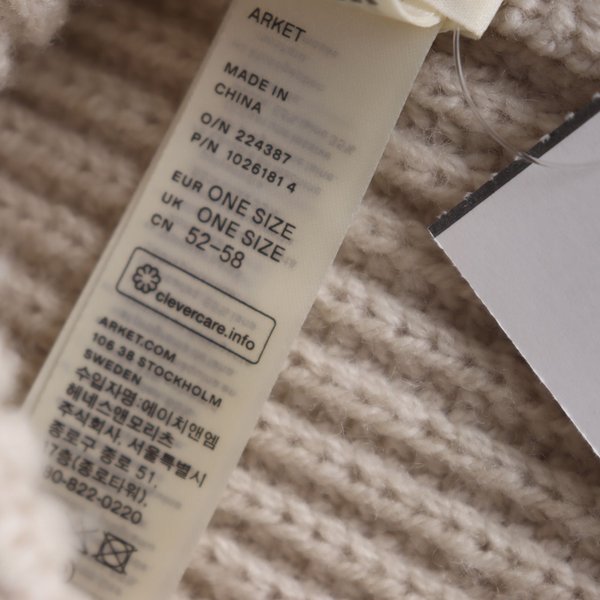 ARKET
MADE IN
CHINA
O/N 224387
P/N 1026181 4
EUR ONE SIZE
UK ONE SIZE
CN 52-58
clevercare.info
ARKET.COM
106 38 STOCKHOLM
SWEDEN
수입자명:에이치앤엠
헤네스앤모리츠
주식회사. 서울특별시
종로구 종로 51.
17층(종로타워).
80-822-0220